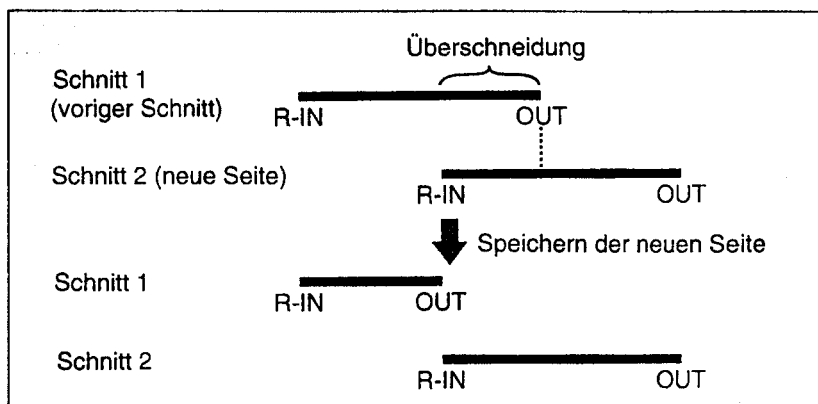 Überschneidung
Schnitt 1
(voriger Schnitt)
R-IN OUT
Schnitt 2 (neue Seite)
R-IN OUT
Speichern der neuen Seite
Schnitt 1
R-IN OUT
Schnitt 2
R-IN OUT